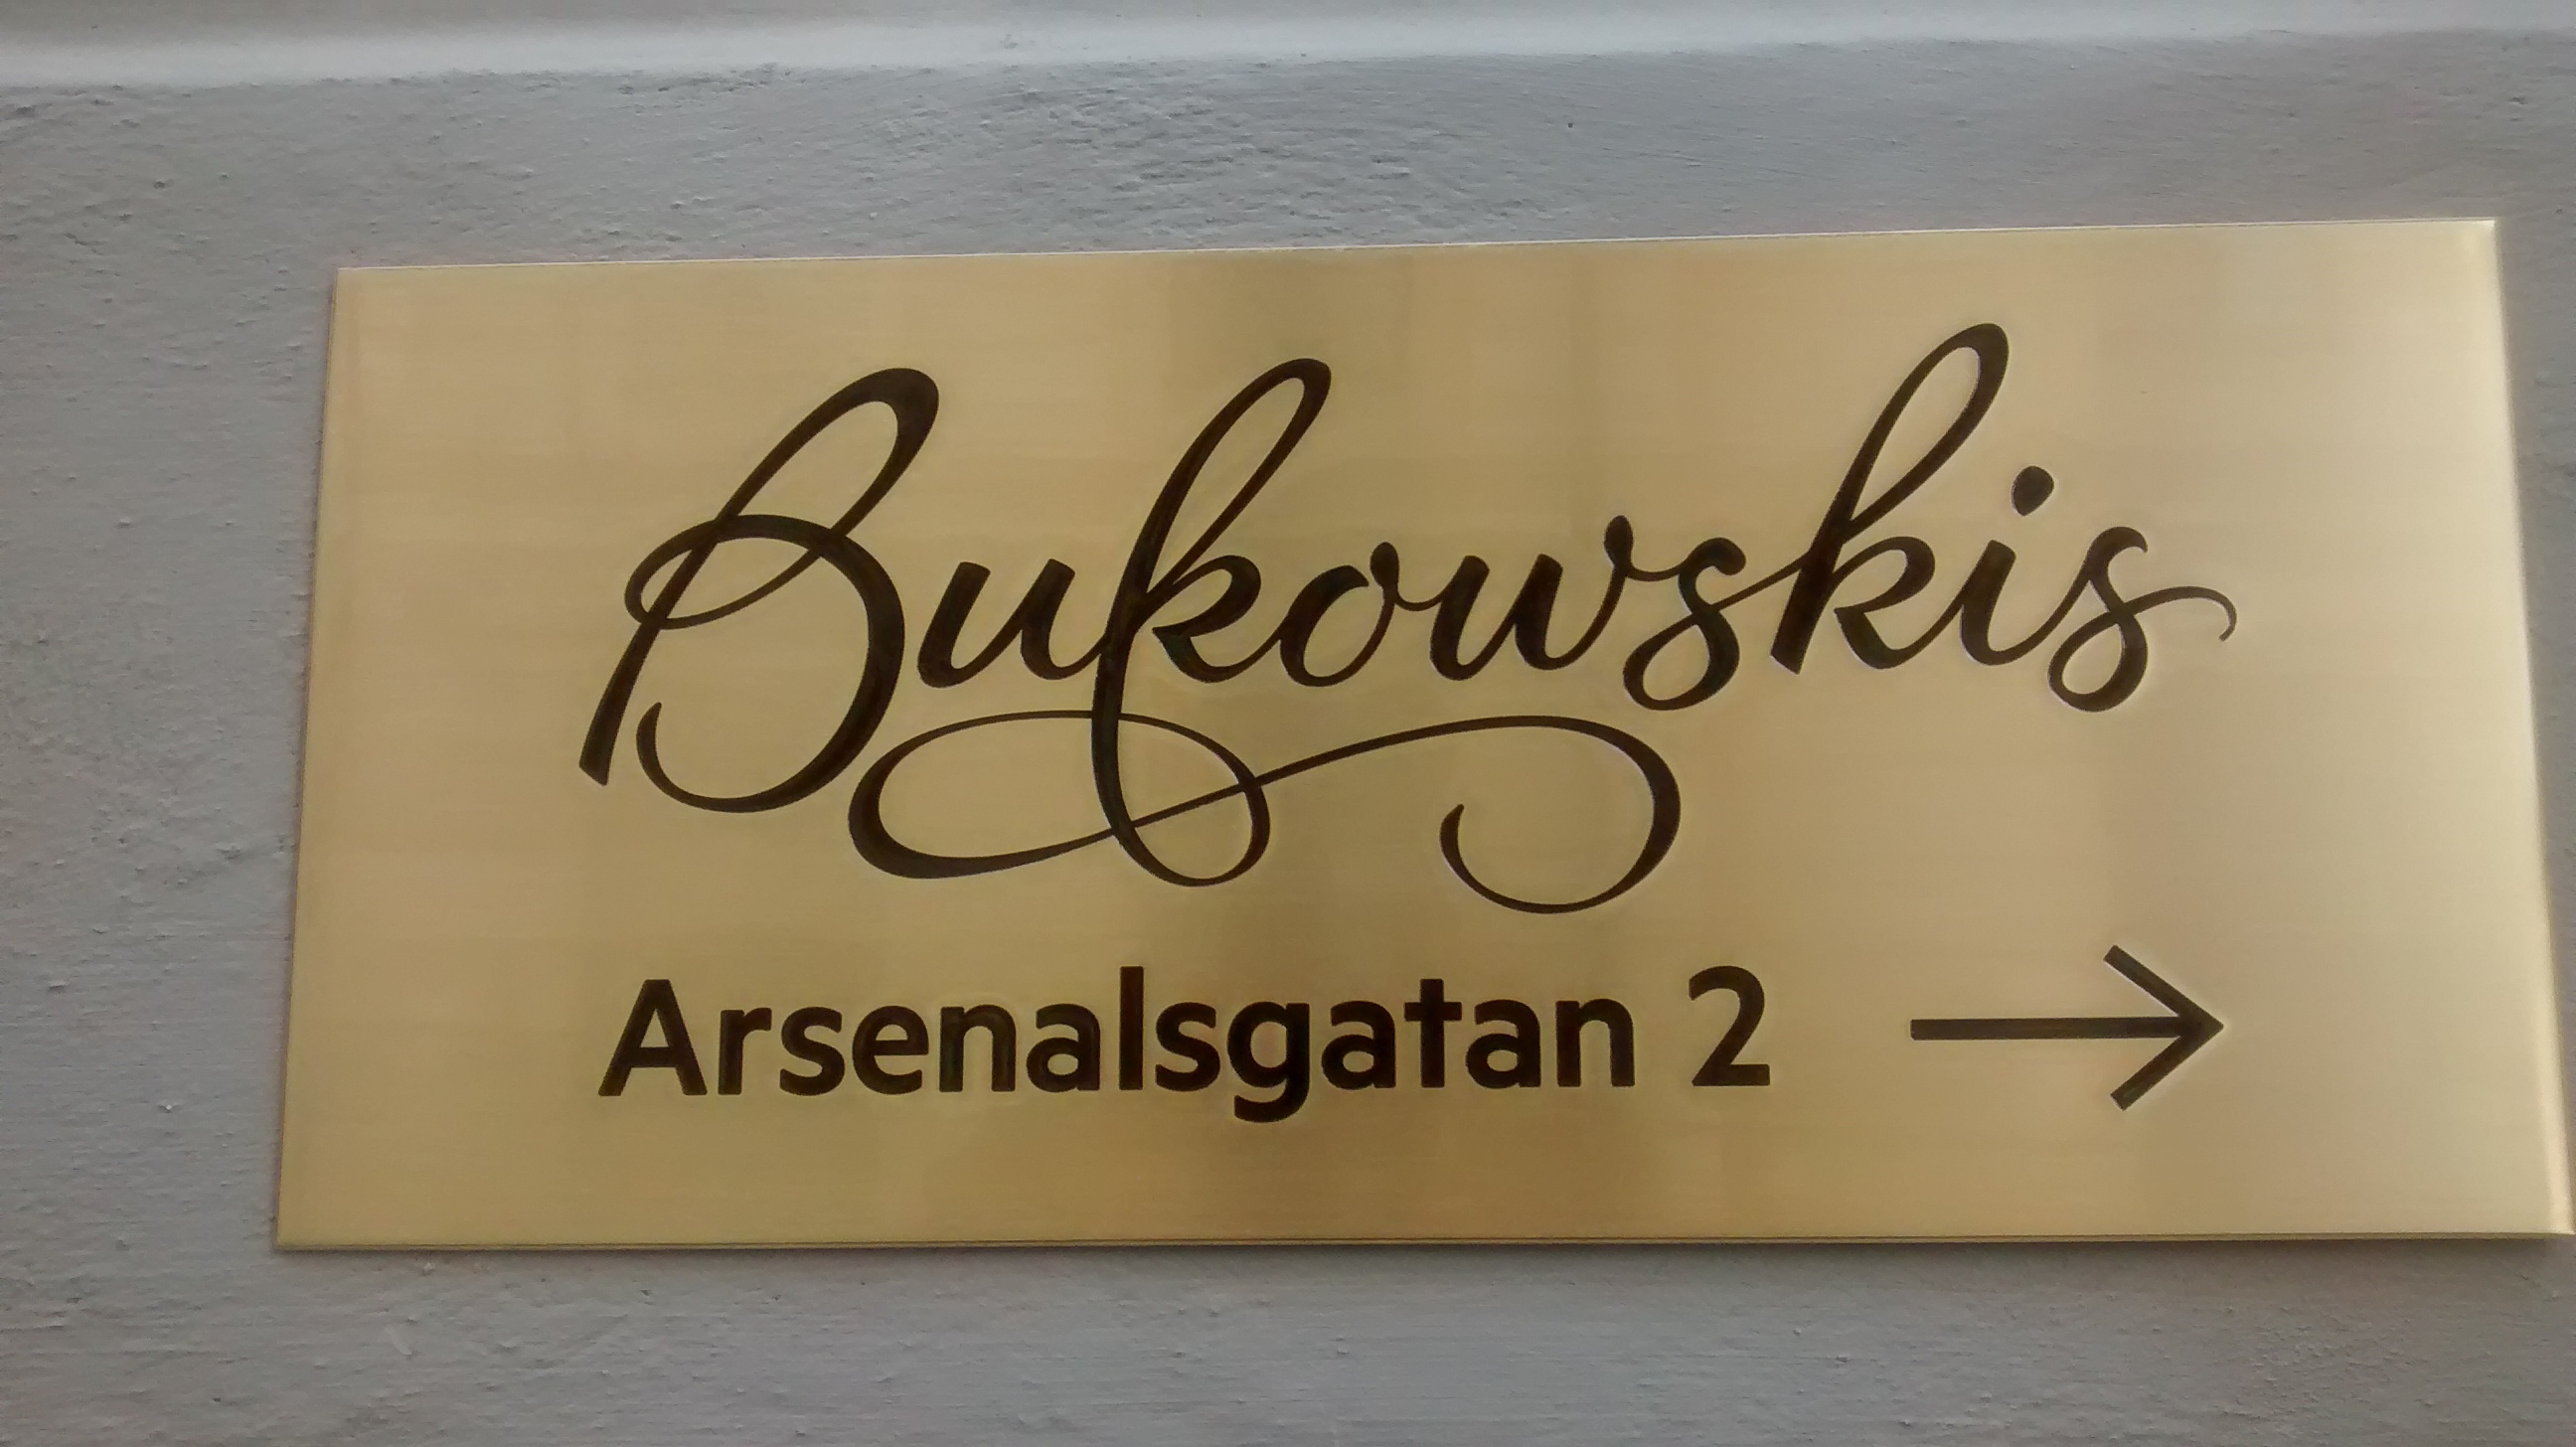 Bukowskis
Arsenalsgatan 2 →